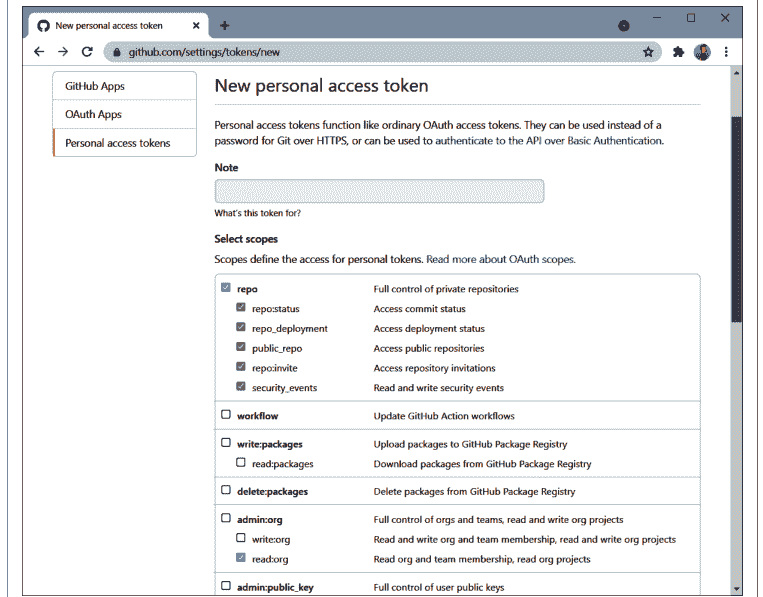 New personal access token
github.com/settings/tokens/new
GitHub Apps
OAuth Apps
Personal access tokens
New personal access token
Personal access tokens function like ordinary OAuth access tokens. They can be used instead of a
password for Git over HTTPS, or can be used to authenticate to the API over Basic Authentication.
Note
What's this token for?
Select scopes
Scopes define the access for personal tokens. Read more about OAuth scopes.
repo Full control of private repositories
repo:status Access commit status
repo_deployment Access deployment status
public_repo Access public repositories
repo:invite Access repository invitations
security_events Read and write security events
workflow Update GitHub Action workflows
write:packages Upload packages to GitHub Package Registry
read:packages Download packages from GitHub Package Registry
delete:packages Delete packages from GitHub Package Registry
admin:org Full control of orgs and teams, read and write org projects
write:org Read and write org and team membership, read and write org projects
read:org Read org and team membership, read org projects
admin:public_key Full control of user public keys